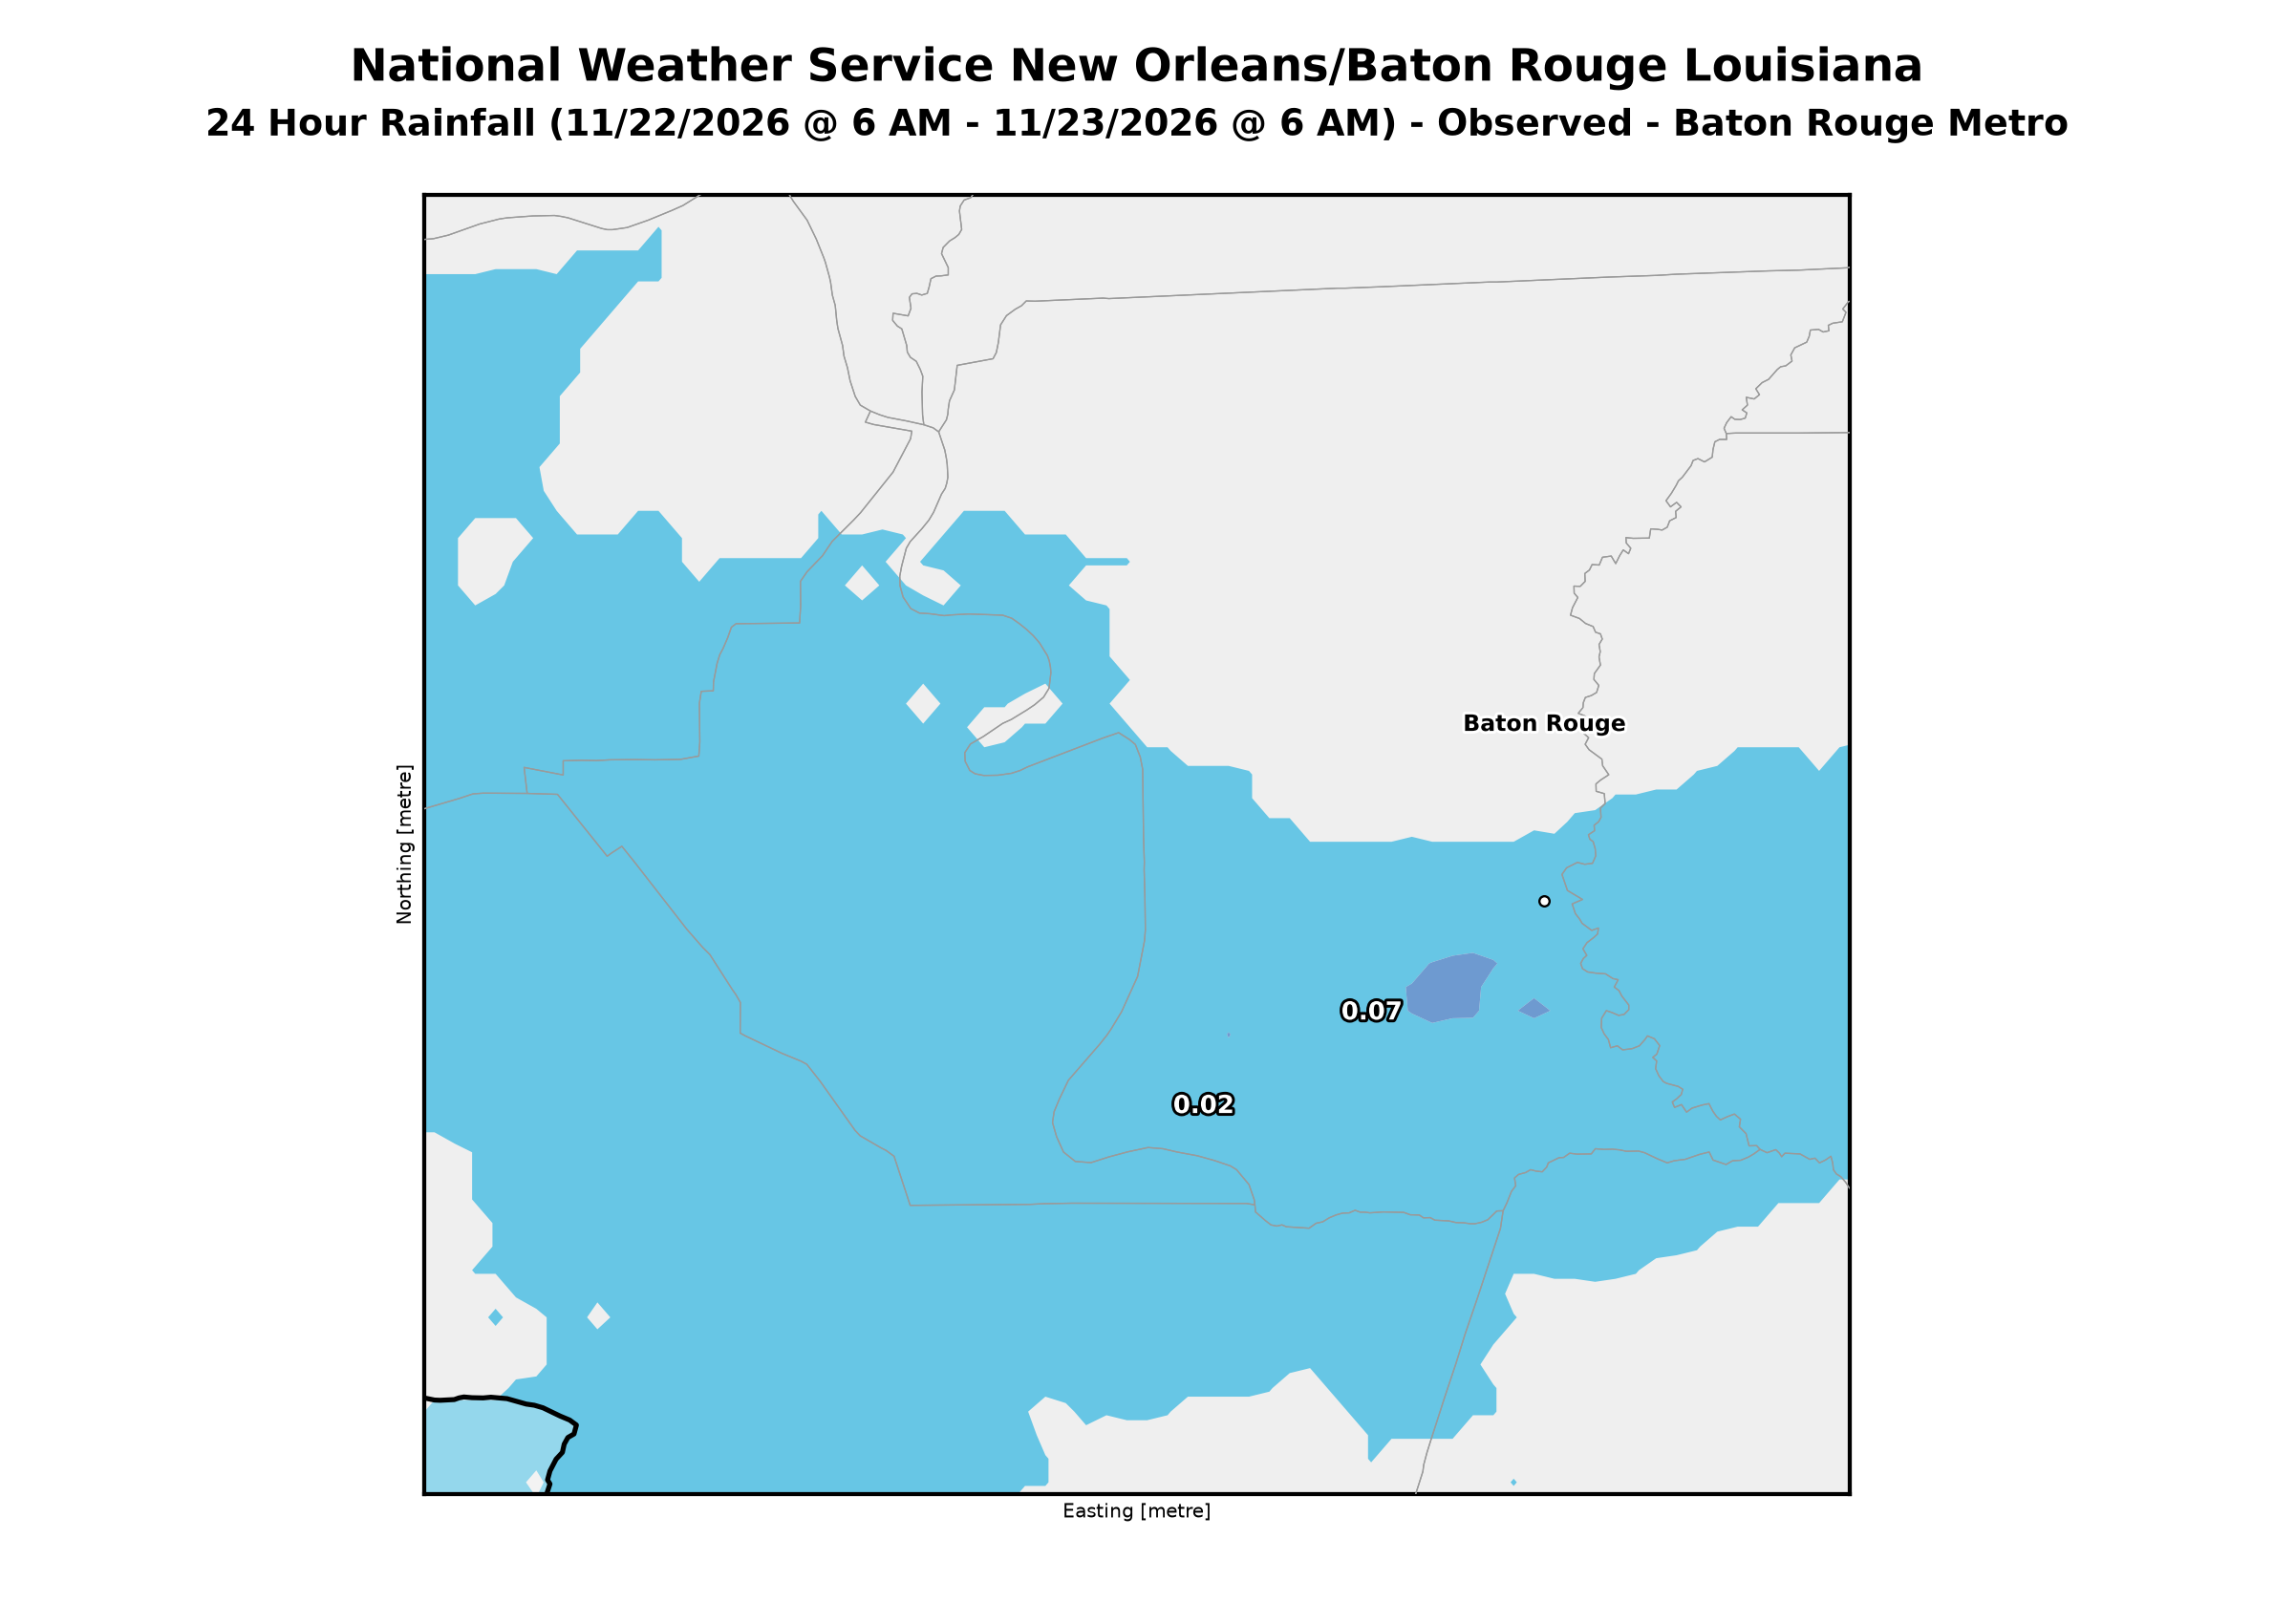 National Weather Service New Orleans/Baton Rouge Louisiana
24 Hour Rainfall (11/22/2026 @ 6 AM - 11/23/2026 @ 6 AM) - Observed - Baton Rouge Metro
Baton Rouge
Northing [metre]
0.07
0.02
Easting [metre]